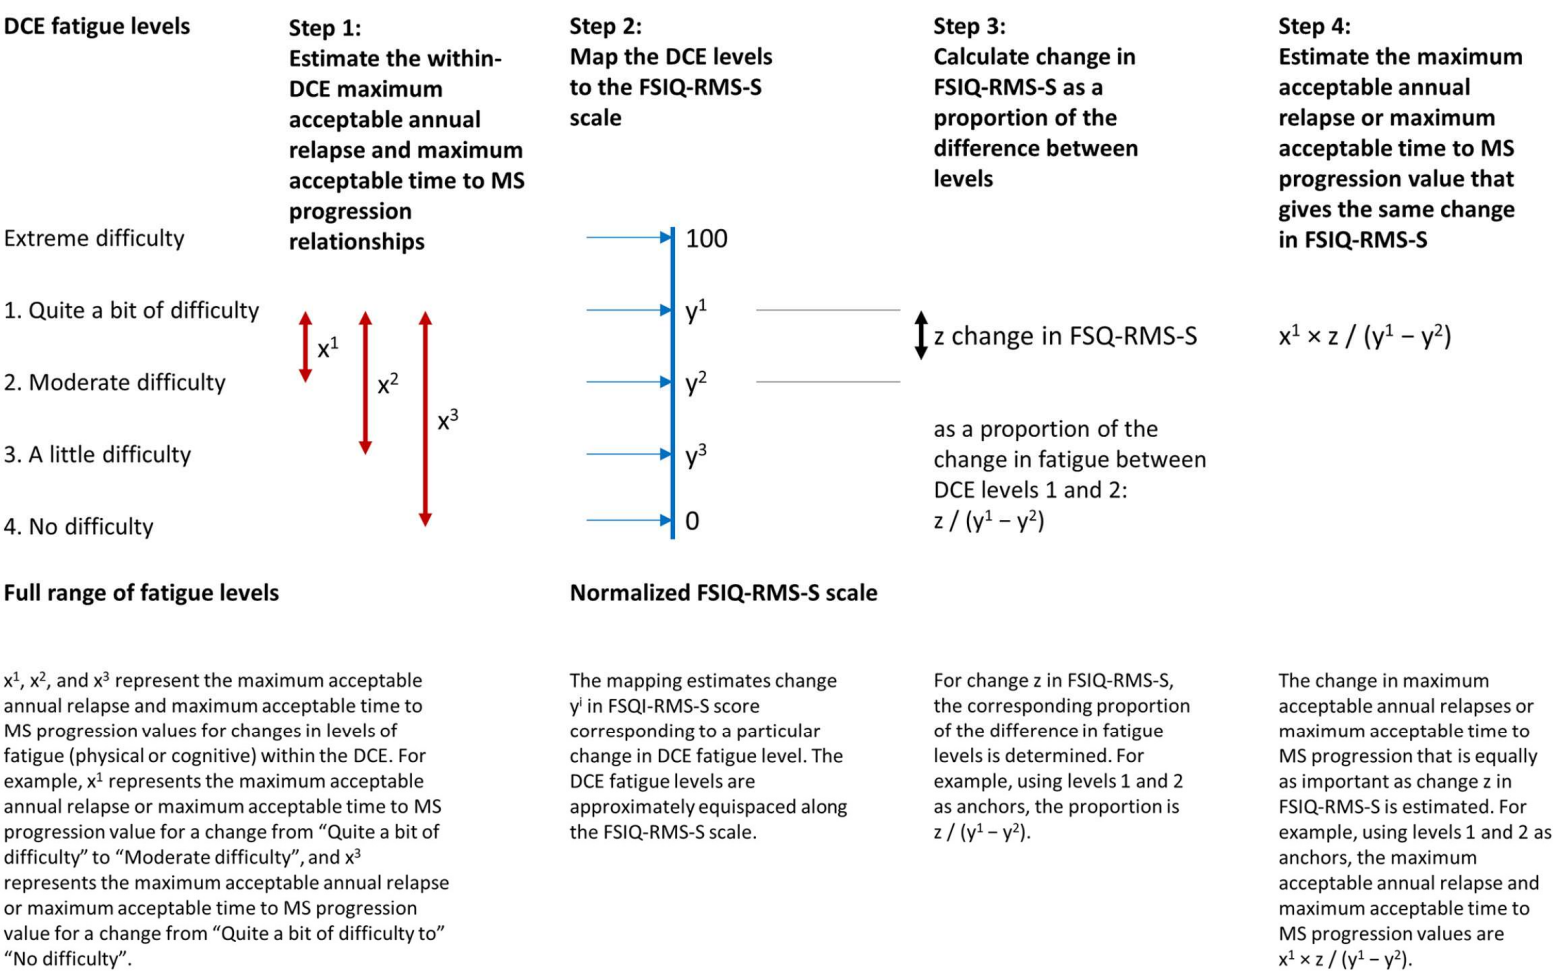 DCE fatigue levels
Step 1:
Estimate the within-
DCE maximum
acceptable annual
relapse and maximum
acceptable time to MS
progression
relationships
Step 2:
Map the DCE levels
to the FSIQ-RMS-S
scale
Step 3:
Calculate change in
FSIQ-RMS-S as a
proportion of the
difference between
levels
Step 4:
Estimate the maximum
acceptable annual
relapse or maximum
acceptable time to MS
progression value that
gives the same change
in FSIQ-RMS-S
Extreme difficulty
1. Quite a bit of difficulty
2. Moderate difficulty
3. A little difficulty
4. No difficulty
x¹
x²
x³
100
y¹
y²
y³
0
z change in FSQ-RMS-S
as a proportion of the
change in fatigue between
DCE levels 1 and 2:
z / (y¹ – y²)
x¹ × z / (y¹ – y²)
Full range of fatigue levels
Normalized FSIQ-RMS-S scale
x¹, x², and x³ represent the maximum acceptable
annual relapse and maximum acceptable time to
MS progression values for changes in levels of
fatigue (physical or cognitive) within the DCE. For
example, x¹ represents the maximum acceptable
annual relapse or maximum acceptable time to MS
progression value for a change from “Quite a bit of
difficulty” to “Moderate difficulty”, and x³
represents the maximum acceptable annual relapse
or maximum acceptable time to MS progression
value for a change from “Quite a bit of difficulty to”
“No difficulty”.
The mapping estimates change
yⁱ in FSQI-RMS-S score
corresponding to a particular
change in DCE fatigue level. The
DCE fatigue levels are
approximately equispaced along
the FSIQ-RMS-S scale.
For change z in FSIQ-RMS-S,
the corresponding proportion
of the difference in fatigue
levels is determined. For
example, using levels 1 and 2
as anchors, the proportion is
z / (y¹ – y²).
The change in maximum
acceptable annual relapses or
maximum acceptable time to
MS progression that is equally
as important as change z in
FSIQ-RMS-S is estimated. For
example, using levels 1 and 2 as
anchors, the maximum
acceptable annual relapse and
maximum acceptable time to
MS progression values are
x¹ × z / (y¹ – y²).